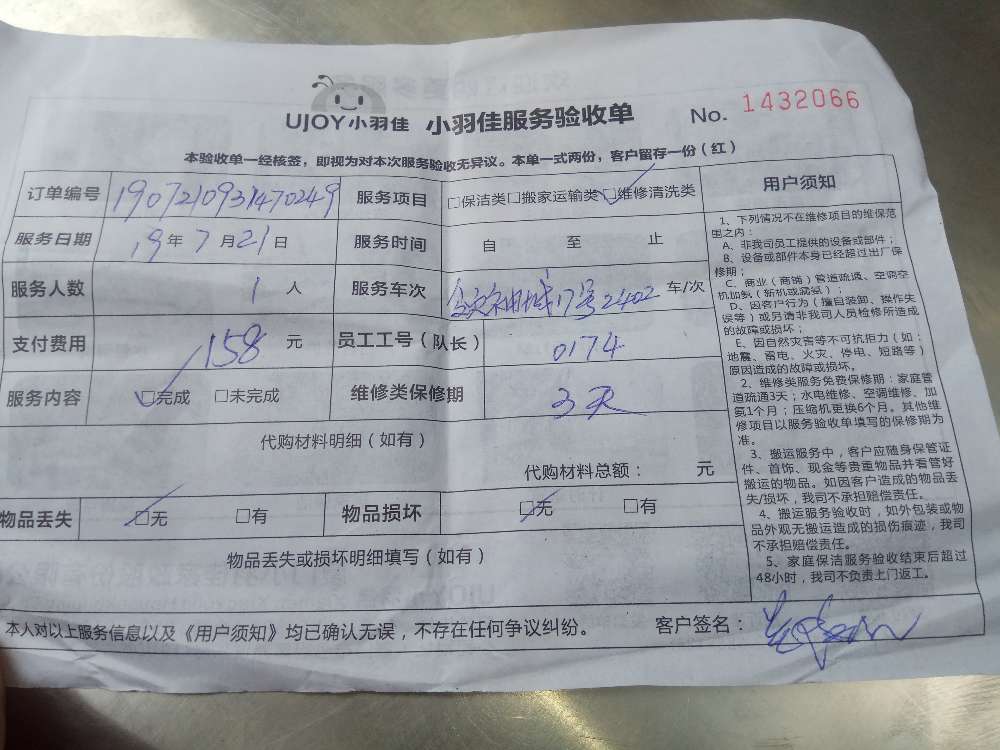 UJOY小羽佳 小羽佳服务验收单 No. 1432066
本验收单一经核签，即视为对本次服务验收无异议。本单一式两份，客户留存一份（红）
订单编号 1907210931470249 服务项目 □保洁类□搬家运输类□维修清洗类
服务日期 19年7月21日 服务时间 自 至 止
服务人数 1 人 服务车次 城17号2402 车/次
支付费用 158 元 员工工号（队长） 0174
服务内容 □完成 □未完成 维修类保修期 3天
代购材料明细（如有）
代购材料总额： 元
物品丢失 □无 □有 物品损坏 □无 □有
物品丢失或损坏明细填写（如有）
用户须知
1、下列情况不在维修项目的维保范
围之内：
A、非我司员工提供的设备或部件；
B、设备或部件本身已经超过出厂保
修期；
C、商业（商铺）管道疏通、空调空
机加氨（新机或漏氨）；
D、因客户行为（擅自装卸、操作失
误等）或另请非我司人员检修所造成
的故障或损坏；
E、因自然灾害等不可抗拒力（如：
地震、雷电、火灾、停电、短路等）
原因造成的故障或损坏。
2、维修类服务免费保修期：家庭管
道疏通3天；水电维修、空调维修、加
氨1个月；压缩机更换6个月。其他维
修项目以服务验收单填写的保修期为
准。
3、搬运服务中，客户应随身保管证
件、首饰、现金等贵重物品并看管好
搬运的物品。如因客户造成的物品丢
失/损坏，我司不承担赔偿责任。
4、搬运服务验收时，如外包装或物
品外观无搬运造成的损伤痕迹，我司
不承担赔偿责任。
5、家庭保洁服务验收结束后超过
48小时，我司不负责上门返工。
本人对以上服务信息以及《用户须知》均已确认无误，不存在任何争议纠纷。 客户签名：